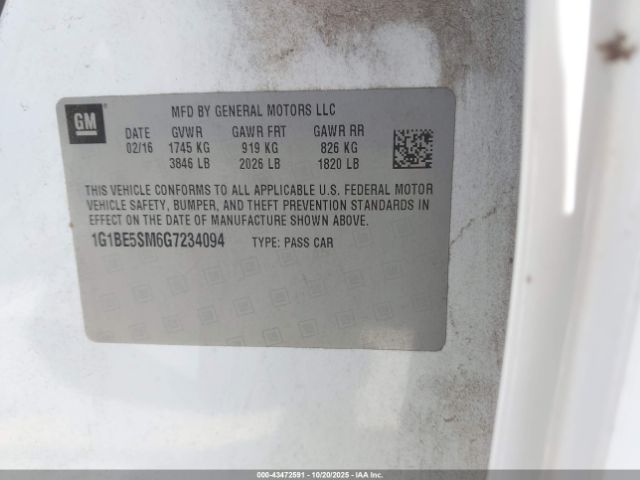 GM
MFD BY GENERAL MOTORS LLC
DATE GVWR GAWR FRT GAWR RR
02/16 1745 KG 919 KG 826 KG
3846 LB 2026 LB 1820 LB
THIS VEHICLE CONFORMS TO ALL APPLICABLE U.S. FEDERAL MOTOR
VEHICLE SAFETY, BUMPER, AND THEFT PREVENTION STANDARDS IN
EFFECT ON THE DATE OF MANUFACTURE SHOWN ABOVE.
1G1BE5SM6G7234094 TYPE: PASS CAR
000-43472591 | 10/20/2025 | IAA Inc.